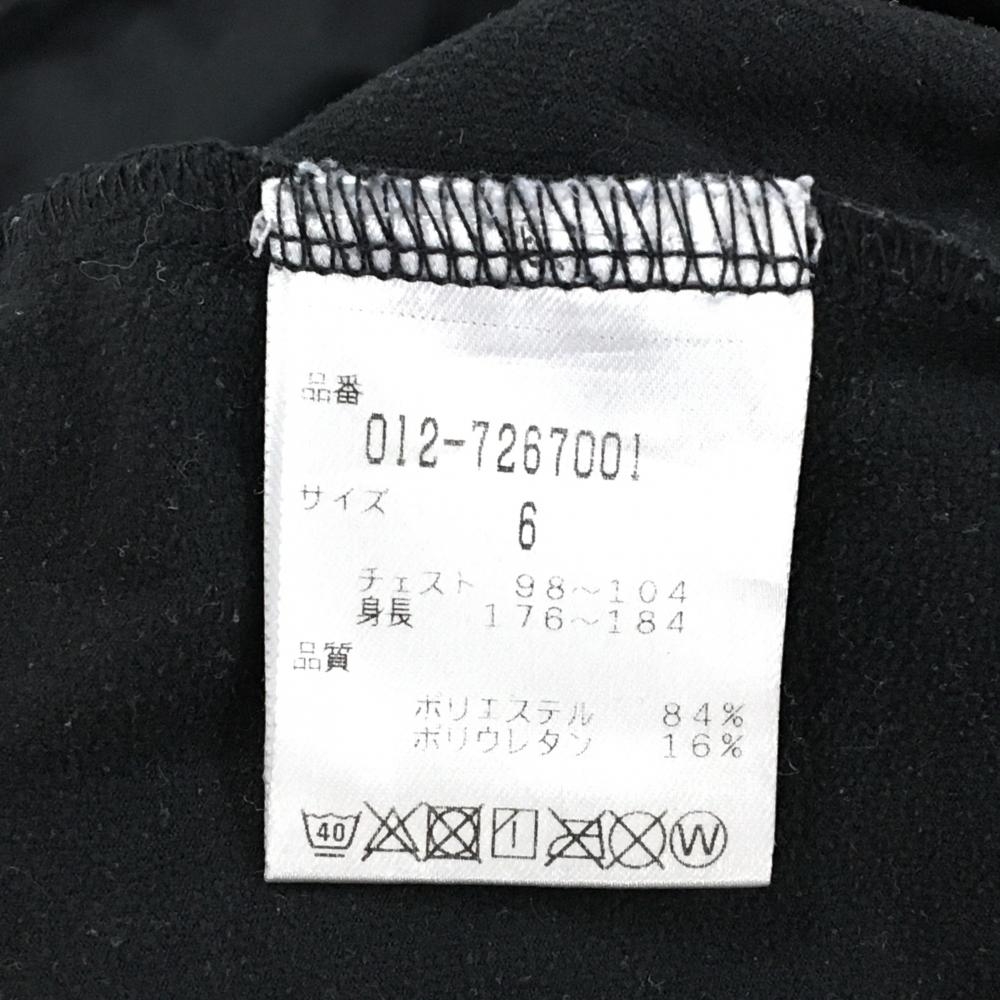 品番
012-7267001
サイズ
6
チェスト 98～104
身長 176～184
品質
ポリエステル 84%
ポリウレタン 16%
40 W